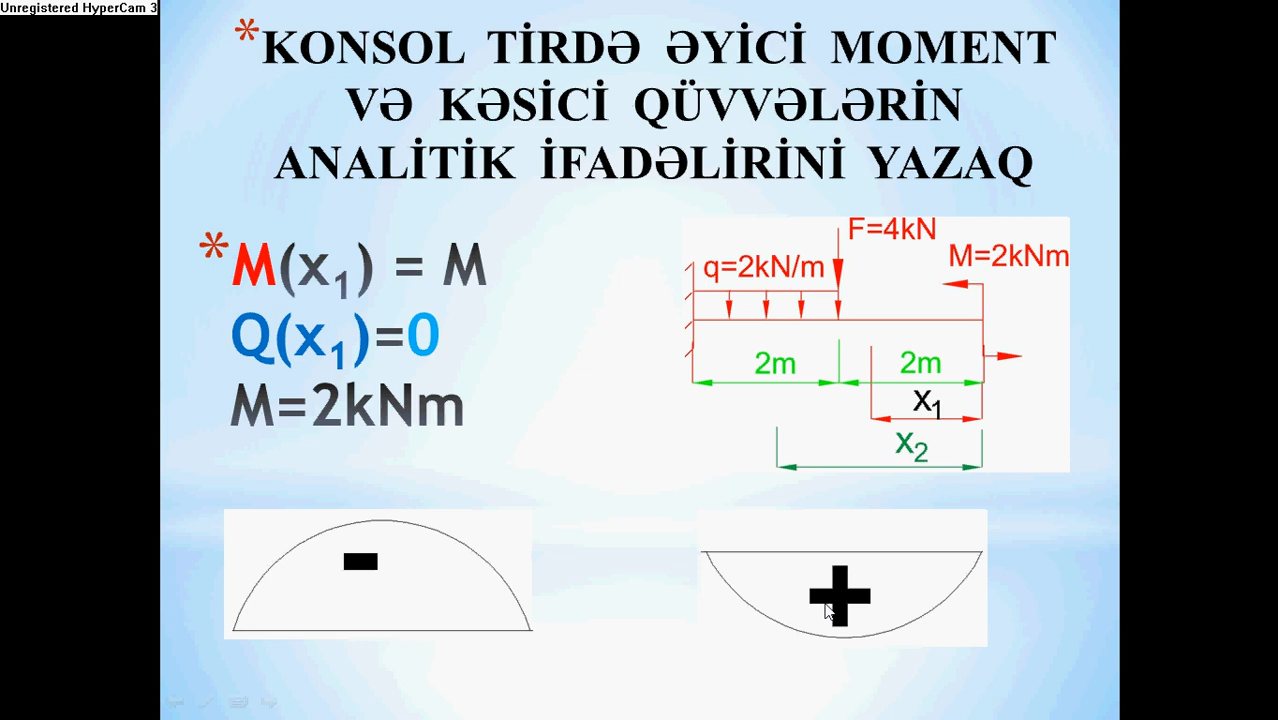 Unregistered HyperCam 3
*KONSOL TİRDƏ ƏYİCİ MOMENT
VƏ KƏSİCİ QÜVVƏLƏRİN
ANALİTİK İFADƏLİRİNİ YAZAQ
*M(x₁) = M
Q(x₁)=0
M=2kNm
F=4kN
q=2kN/m
M=2kNm
2m
2m
x₁
x₂